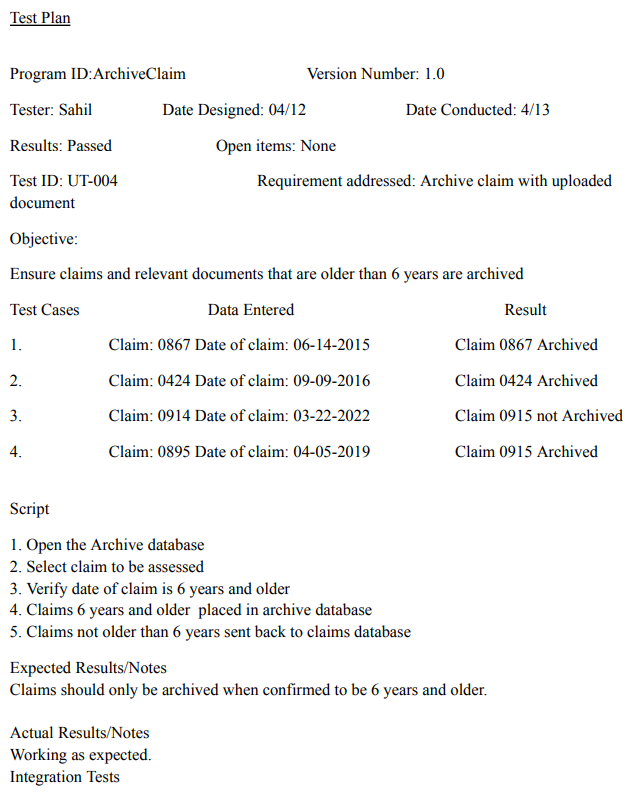 Test Plan
Program ID:ArchiveClaim Version Number: 1.0
Tester: Sahil Date Designed: 04/12 Date Conducted: 4/13
Results: Passed Open items: None
Test ID: UT-004 Requirement addressed: Archive claim with uploaded
document
Objective:
Ensure claims and relevant documents that are older than 6 years are archived
Test Cases Data Entered Result
1. Claim: 0867 Date of claim: 06-14-2015 Claim 0867 Archived
2. Claim: 0424 Date of claim: 09-09-2016 Claim 0424 Archived
3. Claim: 0914 Date of claim: 03-22-2022 Claim 0915 not Archived
4. Claim: 0895 Date of claim: 04-05-2019 Claim 0915 Archived
Script
1. Open the Archive database
2. Select claim to be assessed
3. Verify date of claim is 6 years and older
4. Claims 6 years and older placed in archive database
5. Claims not older than 6 years sent back to claims database
Expected Results/Notes
Claims should only be archived when confirmed to be 6 years and older.
Actual Results/Notes
Working as expected.
Integration Tests